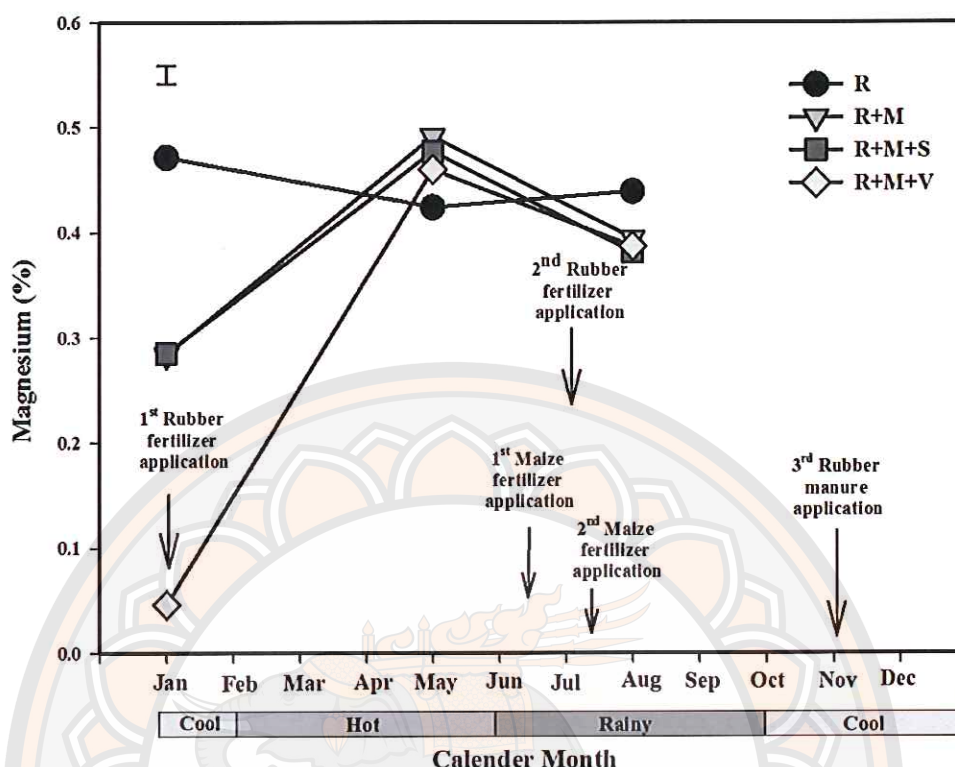 0.6
0.5
0.4
0.3
0.2
0.1
0.0
Magnesium (%)
R
R+M
R+M+S
R+M+V
1st Rubber
fertilizer
application
2nd Rubber
fertilizer
application
1st Maize
fertilizer
application
2nd Maize
fertilizer
application
3rd Rubber
manure
application
Jan Feb Mar Apr May Jun Jul Aug Sep Oct Nov Dec
Cool Hot Rainy Cool
Calender Month